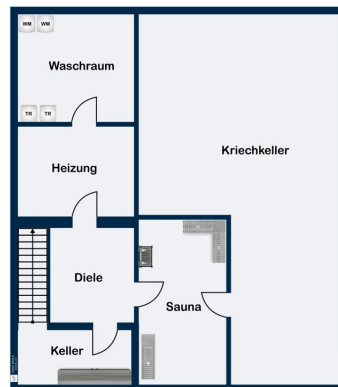 WM WM
Waschraum
TR TR
Kriechkeller
Heizung
Diele
Sauna
Keller